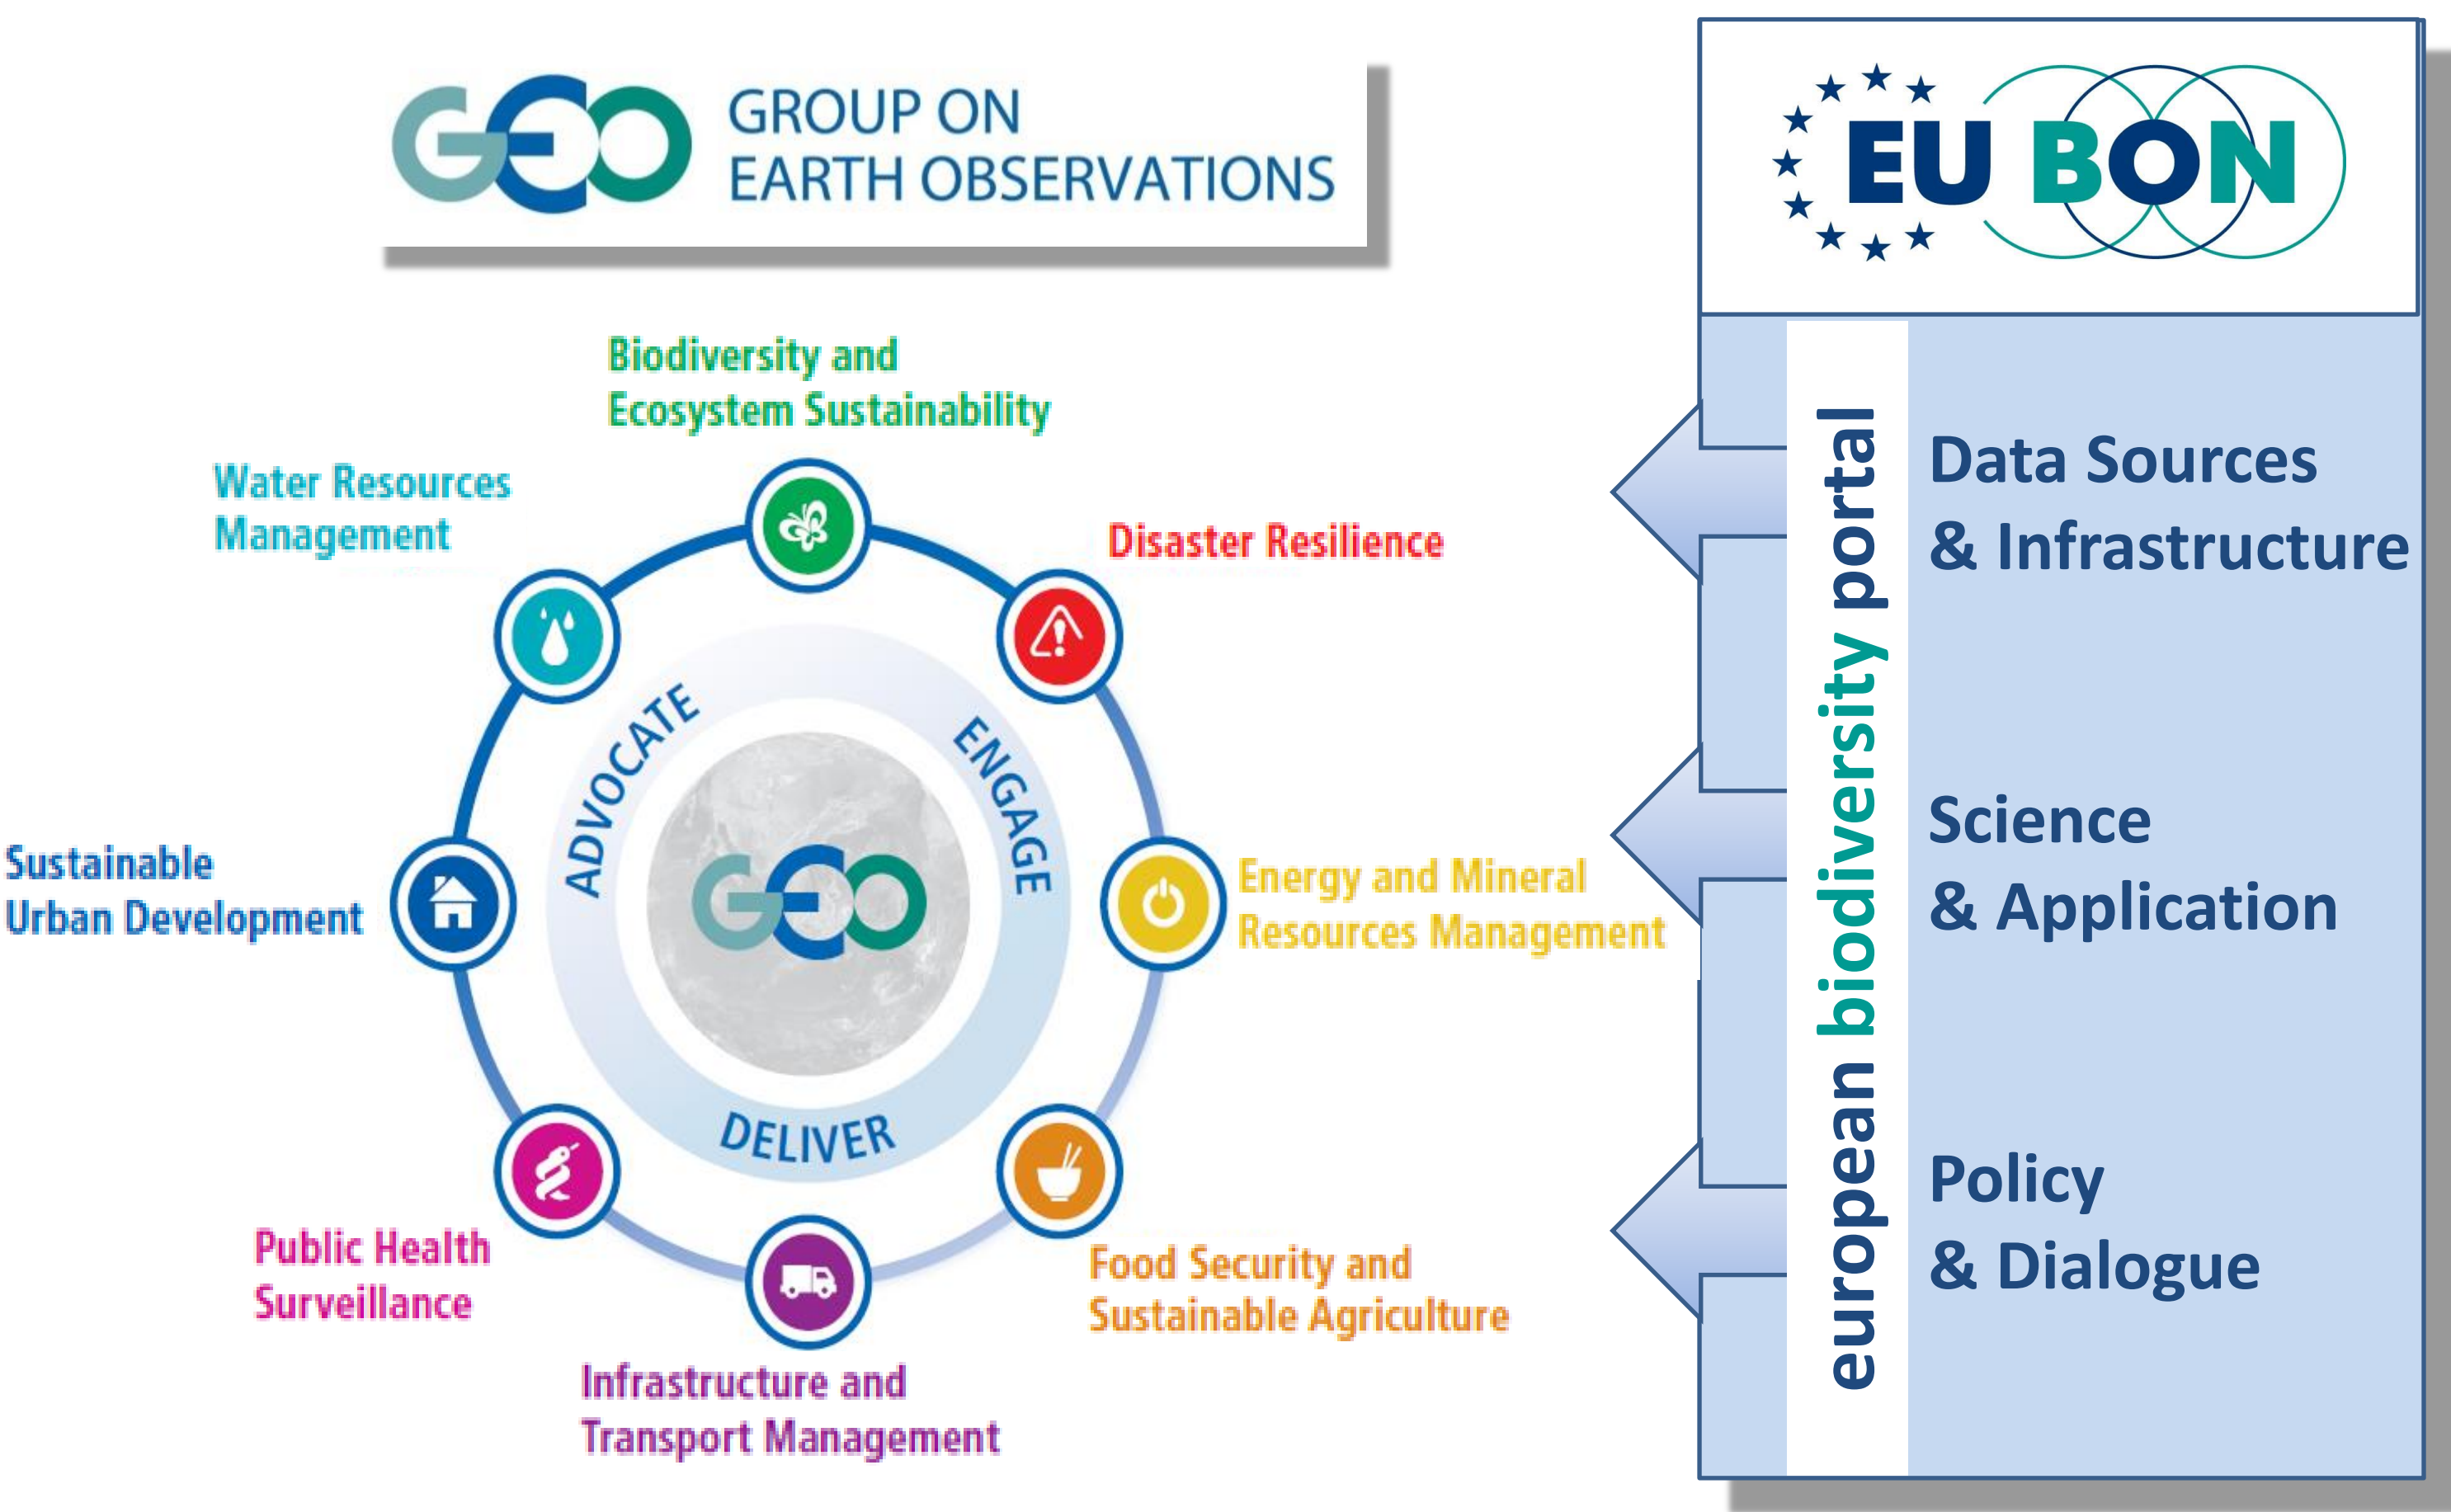 GEO
GROUP ON
EARTH OBSERVATIONS
Biodiversity and
Ecosystem Sustainability
Water Resources
Management
Disaster Resilience
Sustainable
Urban Development
ADVOCATE
ENGAGE
DELIVER
GEO
Energy and Mineral
Resources Management
Public Health
Surveillance
Food Security and
Sustainable Agriculture
Infrastructure and
Transport Management
EU BON
european biodiversity portal
Data Sources
& Infrastructure
Science
& Application
Policy
& Dialogue